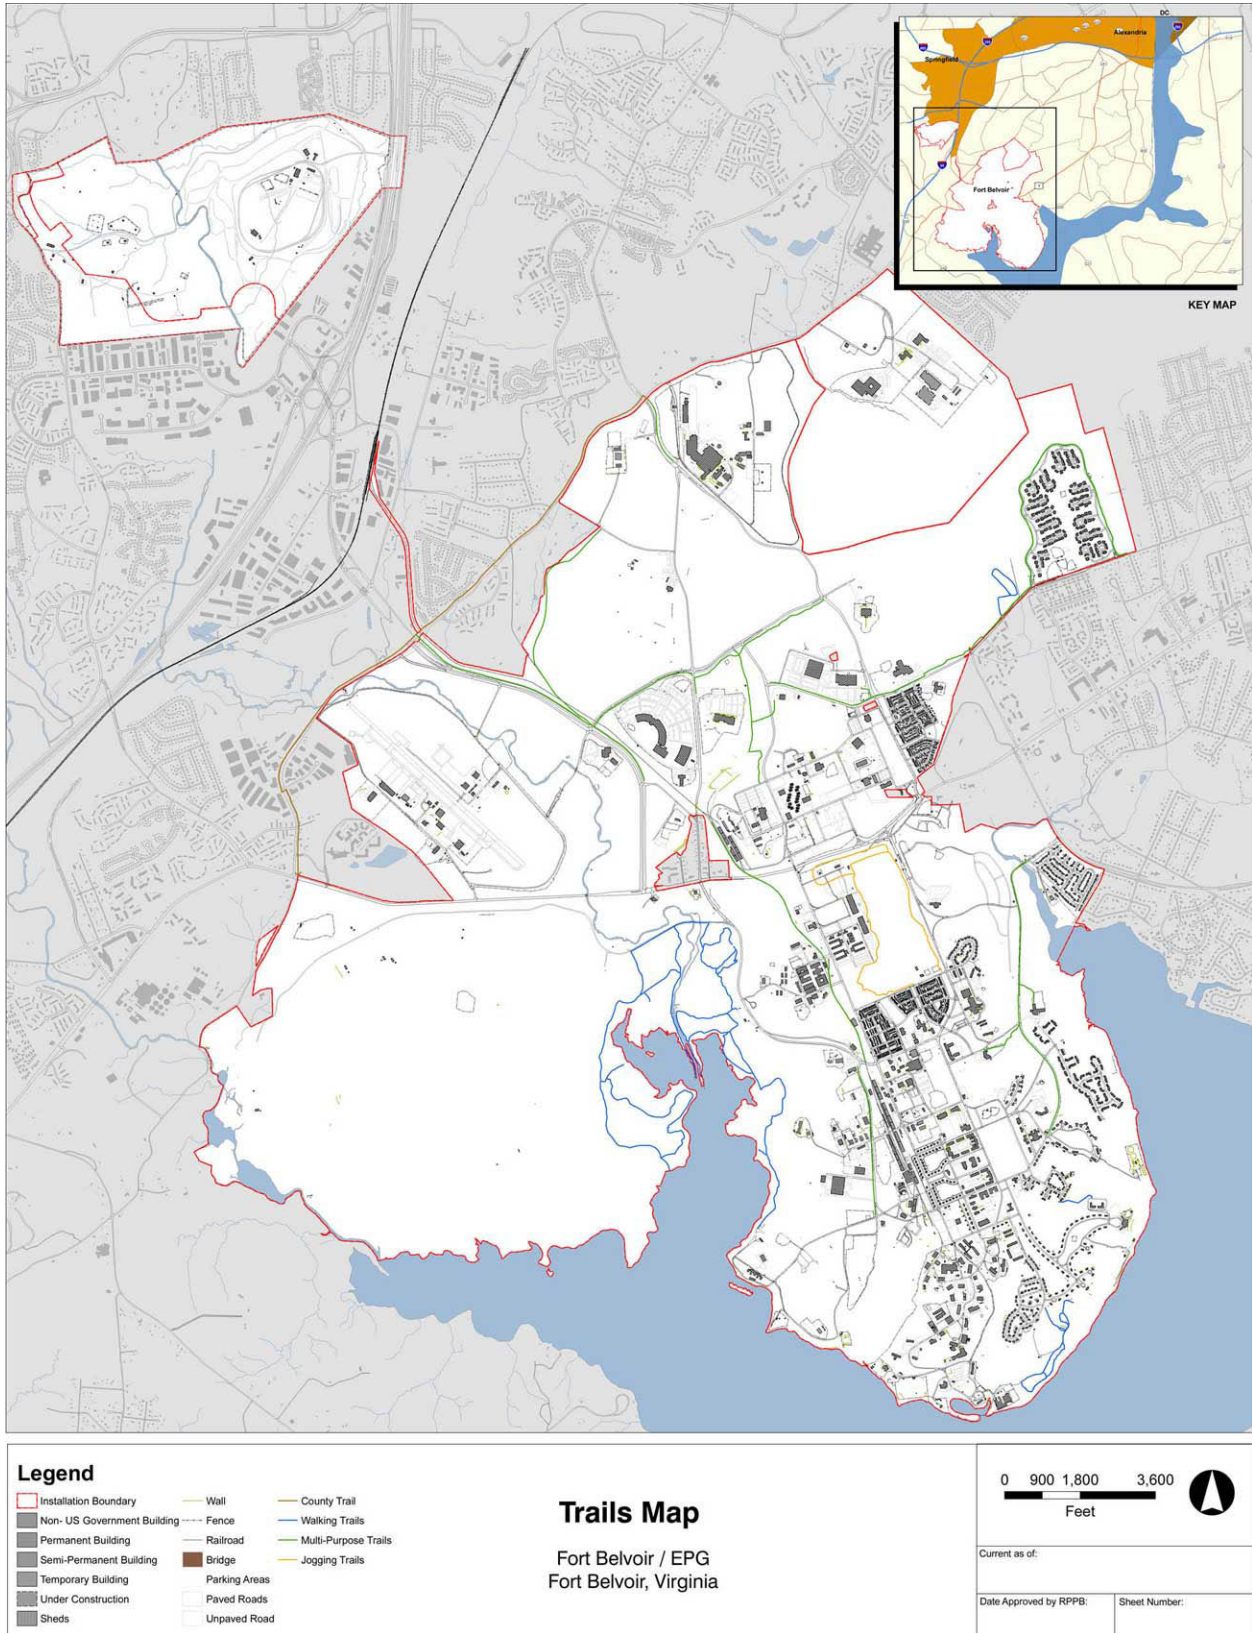 DC
Alexandria
Springfield
Fort Belvoir
KEY MAP
Legend
Installation Boundary
Non- US Government Building
Permanent Building
Semi-Permanent Building
Temporary Building
Under Construction
Sheds
Wall
Fence
Railroad
Bridge
Parking Areas
Paved Roads
Unpaved Road
County Trail
Walking Trails
Multi-Purpose Trails
Jogging Trails
Trails Map
Fort Belvoir / EPG
Fort Belvoir, Virginia
0 900 1,800 3,600
Feet
Current as of:
Date Approved by RPPB:
Sheet Number: